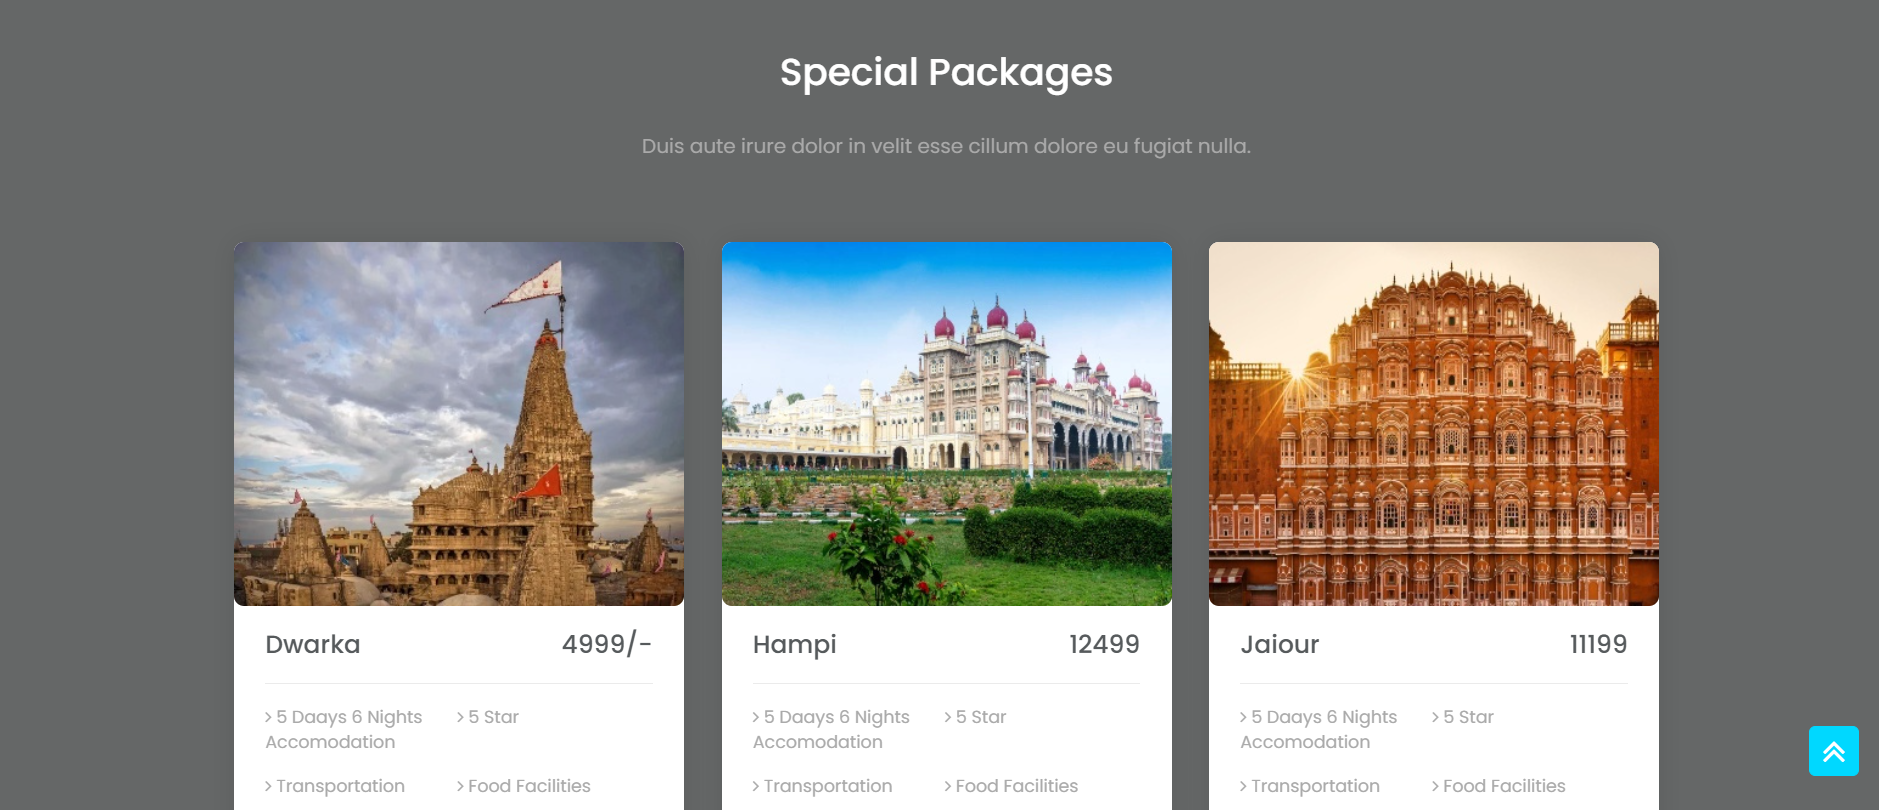 Special Packages
Duis aute irure dolor in velit esse cillum dolore eu fugiat nulla.
Dwarka 4999/-
> 5 Daays 6 Nights Accomodation
> 5 Star
> Transportation
> Food Facilities
Hampi 12499
> 5 Daays 6 Nights Accomodation
> 5 Star
> Transportation
> Food Facilities
Jaiour 11199
> 5 Daays 6 Nights Accomodation
> 5 Star
> Transportation
> Food Facilities